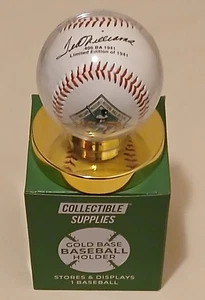 Ted Williams
406 BA 1941
Limited Edition of 1941
COLLECTIBLE
SUPPLIES
GOLD BASE
BASEBALL
HOLDER
STORES & DISPLAYS
1 BASEBALL